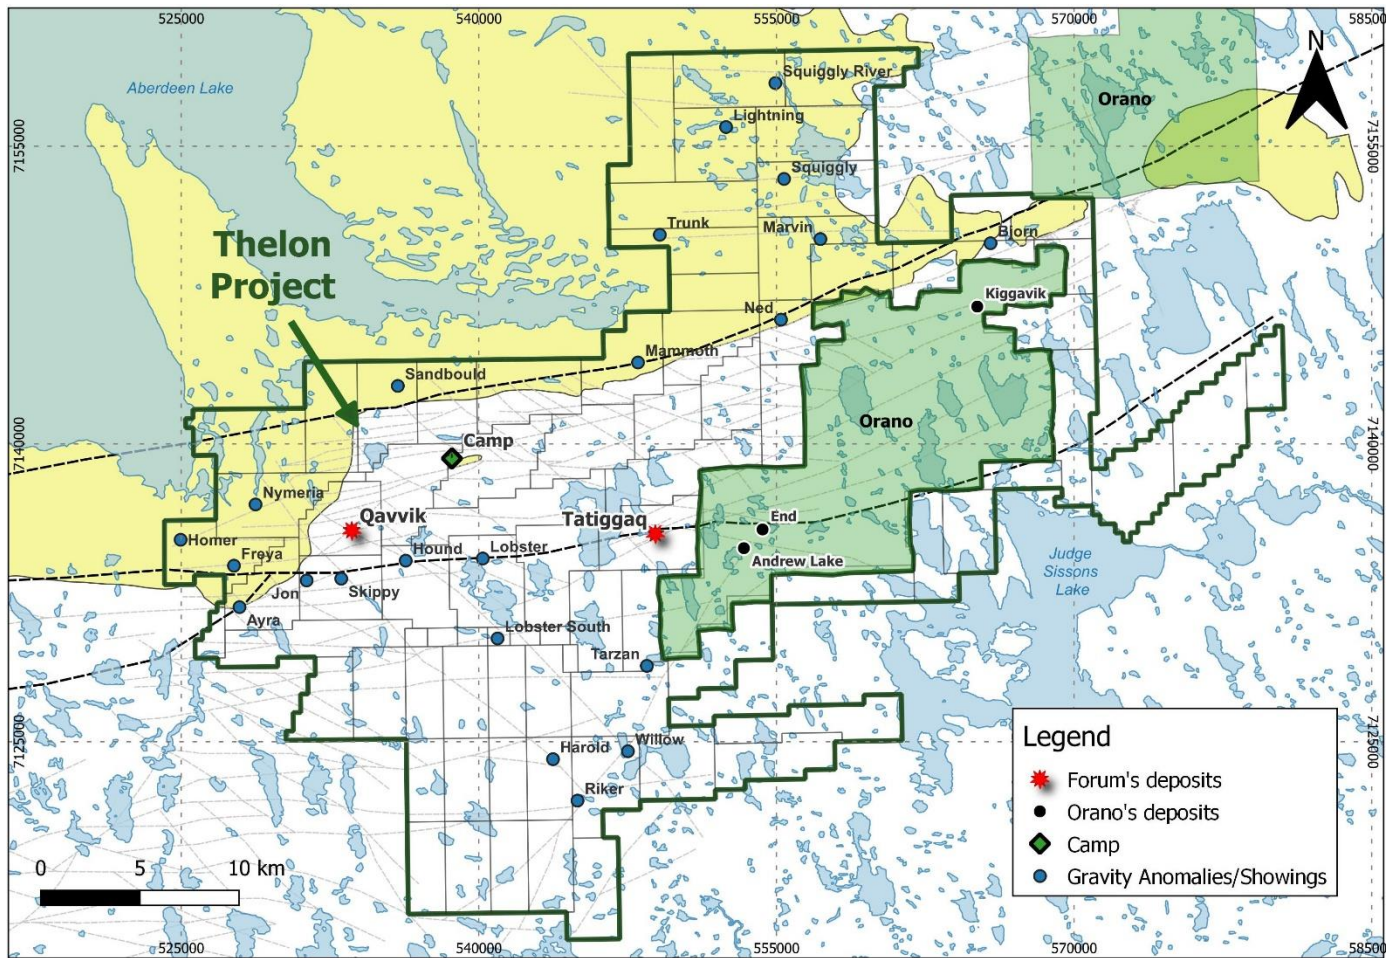 525000
540000
555000
570000
585000
N
Aberdeen Lake
Squiggly River
Orano
Lightning
7155000
7155000
Squiggly
Trunk
Marvin
Bjorn
Thelon
Project
Kiggavik
Ned
Mammoth
Sandbould
Orano
Camp
7140000
7140000
Nymeria
Qavvik
Tatiggaq
End
Homer
Hound
Lobster
Freya
Andrew Lake
Judge
Sissons
Lake
Jon
Skippy
Ayra
Lobster South
Tarzan
7125000
7125000
Willow
Harold
Riker
Legend
Forum's deposits
Orano's deposits
Camp
Gravity Anomalies/Showings
0
5
10 km
525000
540000
555000
570000
585000